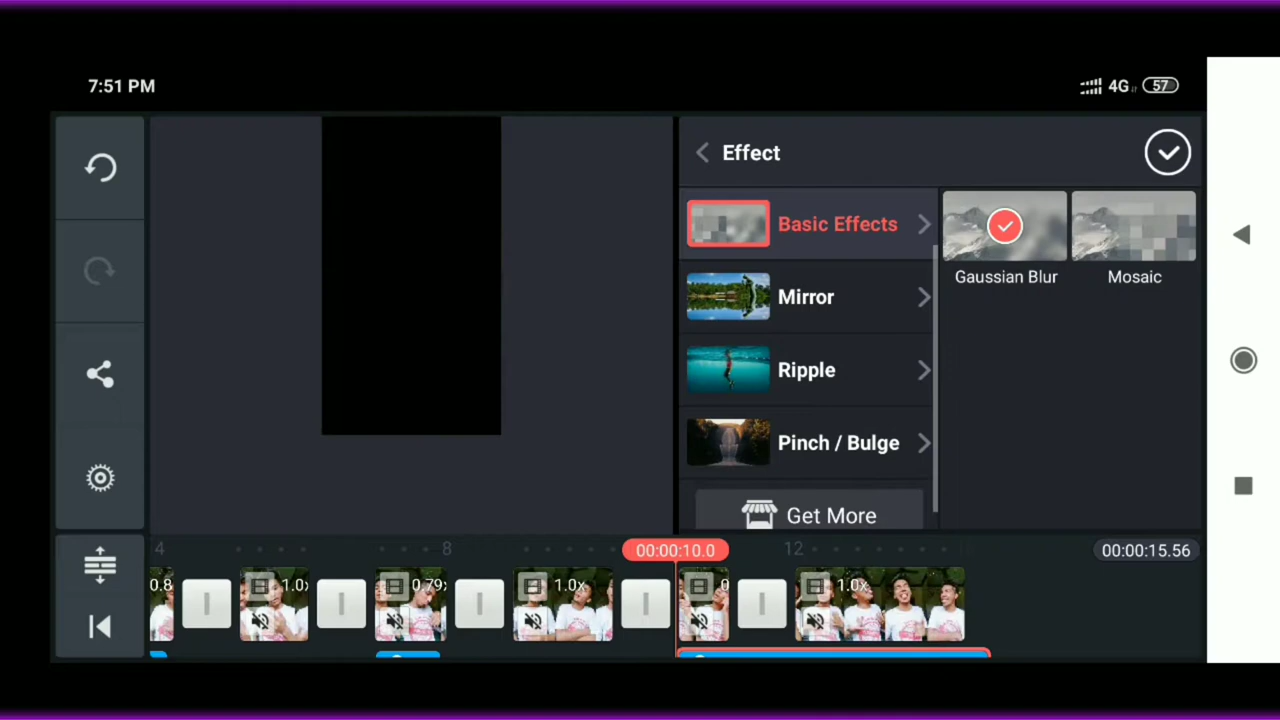 7:51 PM
4G
57
Effect
Basic Effects
Gaussian Blur
Mosaic
Mirror
Ripple
Pinch / Bulge
Get More
4
8
00:00:10.0
12
00:00:15.56
0.8
1.0x
0.79x
1.0x
0
1.0x